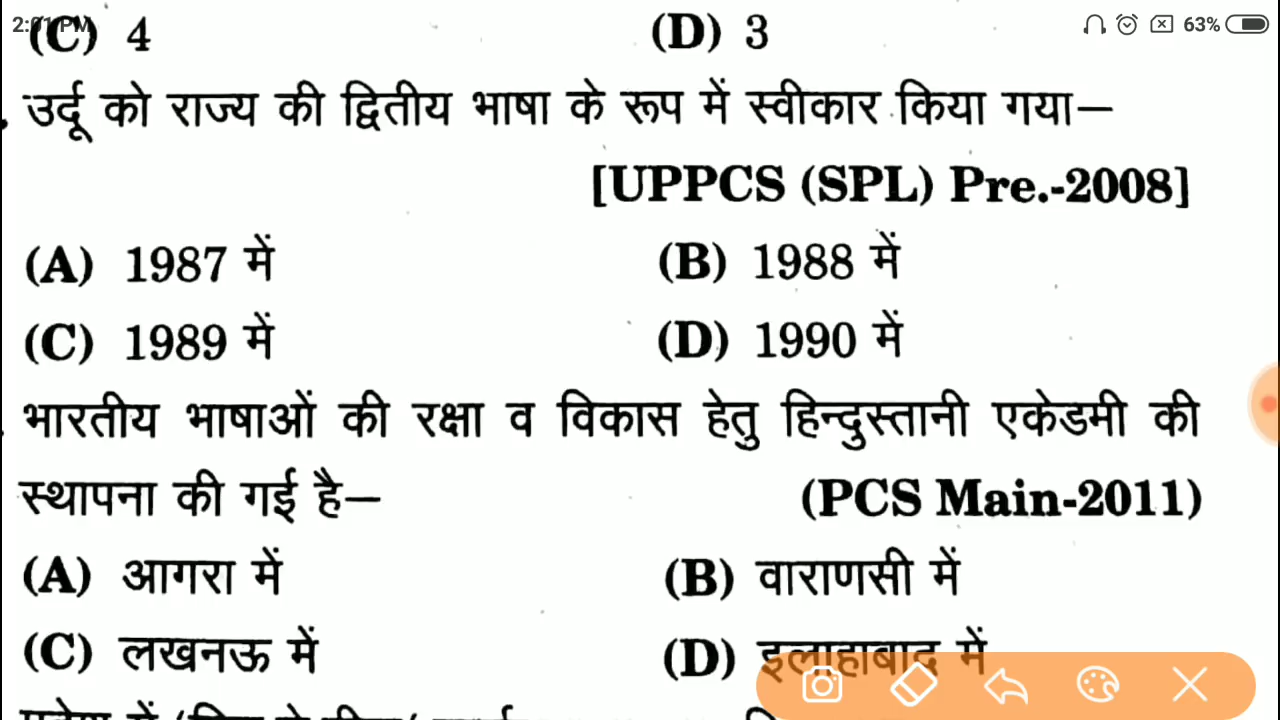 2:01 PM 63%
(C) 4 (D) 3
उर्दू को राज्य की द्वितीय भाषा के रूप में स्वीकार किया गया—
[UPPCS (SPL) Pre.-2008]
(A) 1987 में (B) 1988 में
(C) 1989 में (D) 1990 में
भारतीय भाषाओं की रक्षा व विकास हेतु हिन्दुस्तानी एकेडमी की
स्थापना की गई है— (PCS Main-2011)
(A) आगरा में (B) वाराणसी में
(C) लखनऊ में (D) इलाहाबाद में